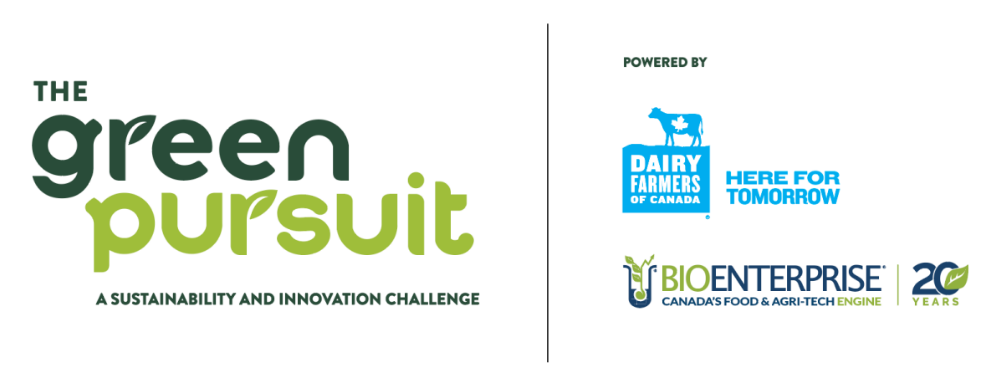 THE
green
pursuit
A SUSTAINABILITY AND INNOVATION CHALLENGE
POWERED BY
DAIRY
FARMERS
OF CANADA
HERE FOR
TOMORROW
BIOENTERPRISE®
CANADA'S FOOD & AGRI-TECH ENGINE
20
YEARS